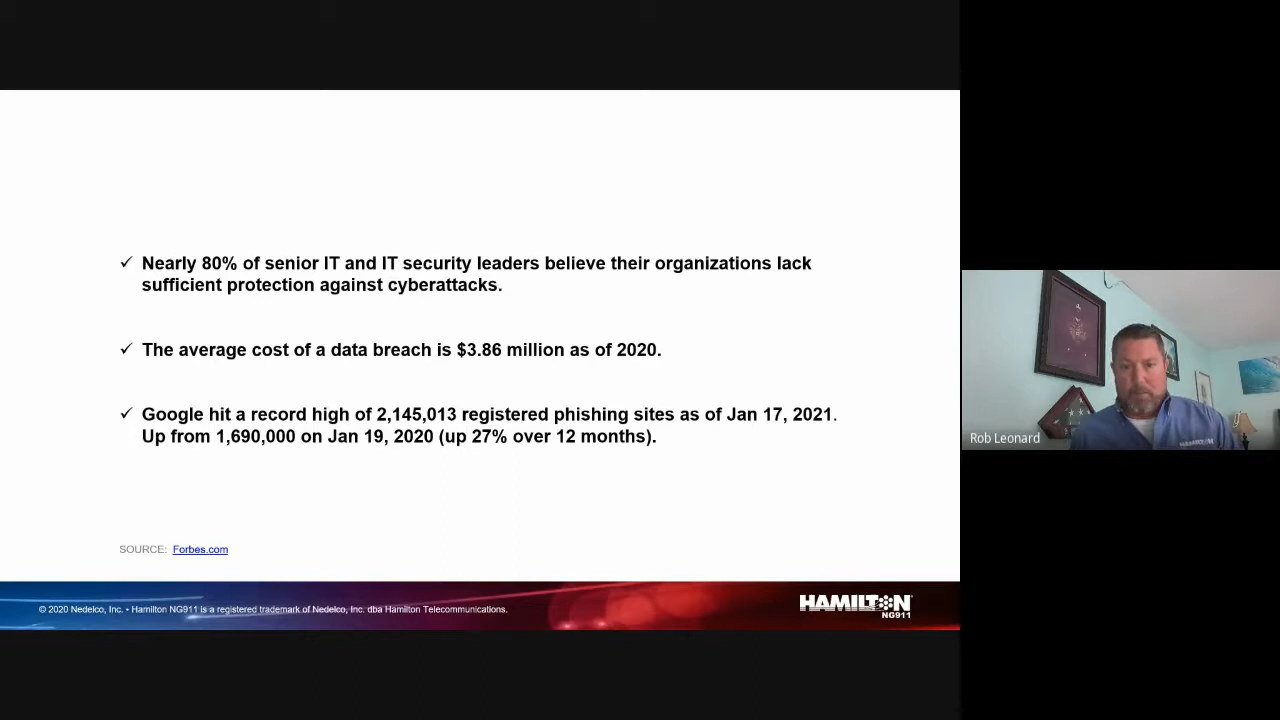 ✓ Nearly 80% of senior IT and IT security leaders believe their organizations lack
sufficient protection against cyberattacks.
✓ The average cost of a data breach is $3.86 million as of 2020.
✓ Google hit a record high of 2,145,013 registered phishing sites as of Jan 17, 2021.
Up from 1,690,000 on Jan 19, 2020 (up 27% over 12 months).
SOURCE: Forbes.com
© 2020 Nedelco, Inc. • Hamilton NG911 is a registered trademark of Nedelco, Inc. dba Hamilton Telecommunications.
HAMILTON
NG911
Rob Leonard
HAMILTON